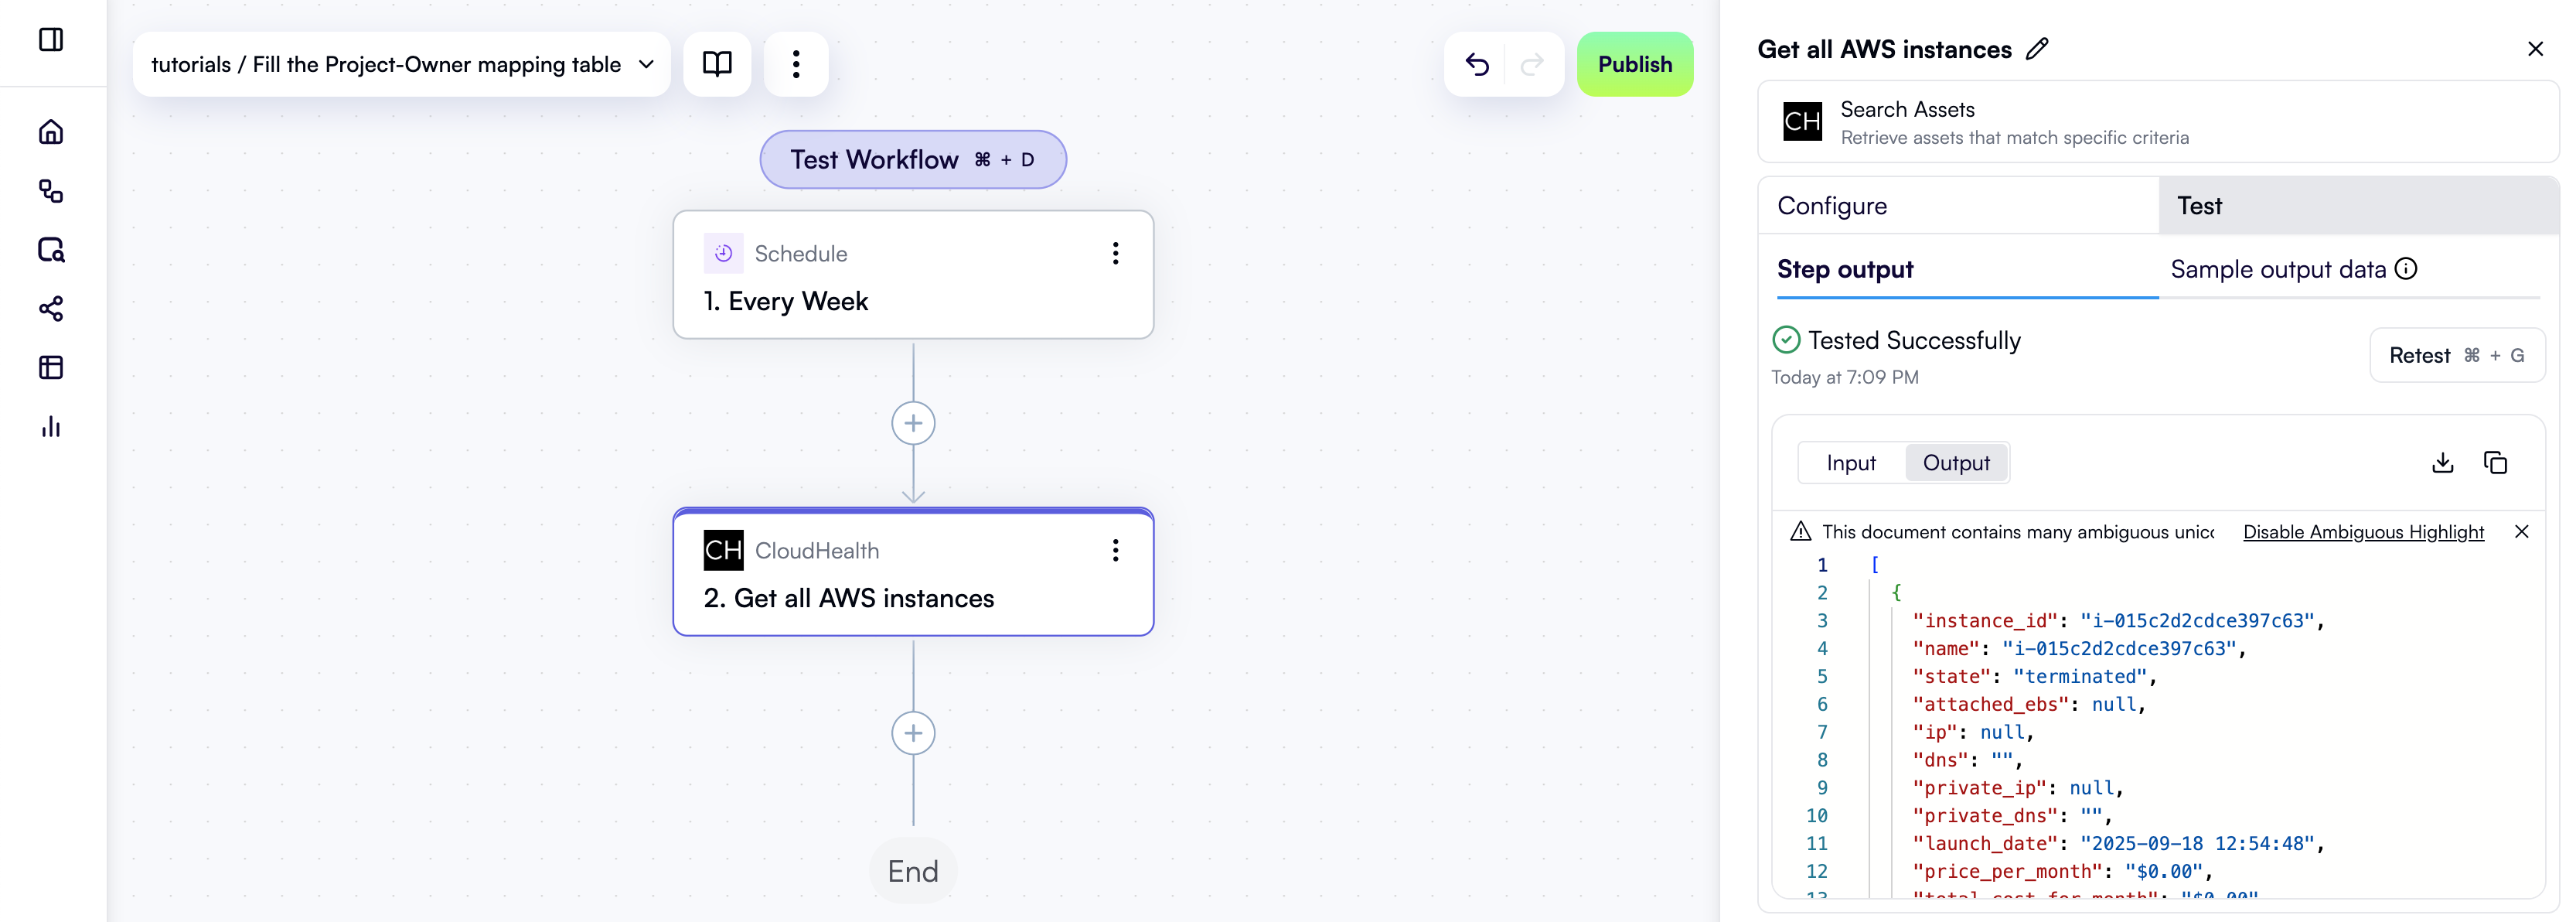 tutorials / Fill the Project-Owner mapping table
Publish
Test Workflow ⌘ + D
Schedule
1. Every Week
CH CloudHealth
2. Get all AWS instances
End
Get all AWS instances
CH Search Assets
Retrieve assets that match specific criteria
Configure Test
Step output Sample output data
Tested Successfully
Today at 7:09 PM
Retest ⌘ + G
Input Output
This document contains many ambiguous Disable Ambiguous Highlight
1 [
2 {
3 "instance_id": "i-015c2d2cdce397c63",
4 "name": "i-015c2d2cdce397c63",
5 "state": "terminated",
6 "attached_ebs": null,
7 "ip": null,
8 "dns": "",
9 "private_ip": null,
10 "private_dns": "",
11 "launch_date": "2025-09-18 12:54:48",
12 "price_per_month": "$0.00",
13 "total_cost_for_month": "$0.00"